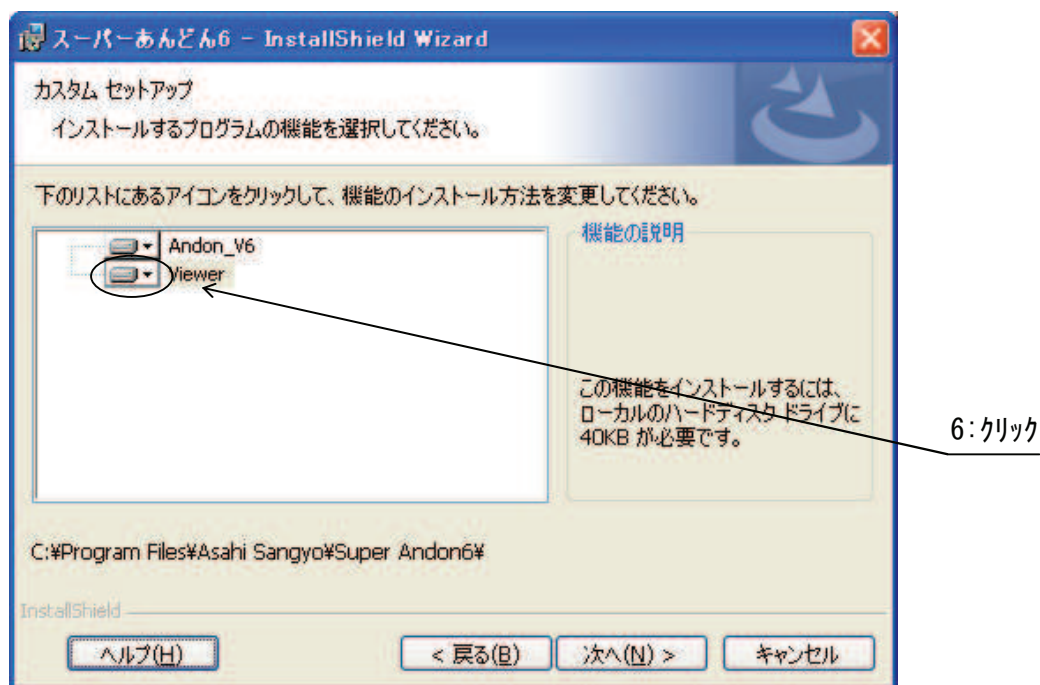 スーパーあんどん6 - InstallShield Wizard
カスタム セットアップ
インストールするプログラムの機能を選択してください。
下のリストにあるアイコンをクリックして、機能のインストール方法を変更してください。
Andon_V6
Viewer
機能の説明
この機能をインストールするには、
ローカルのハードディスク ドライブに
40KB が必要です。
6:クリック
C:¥Program Files¥Asahi Sangyo¥Super Andon6¥
InstallShield
ヘルプ(H)
< 戻る(B)
次へ(N) >
キャンセル